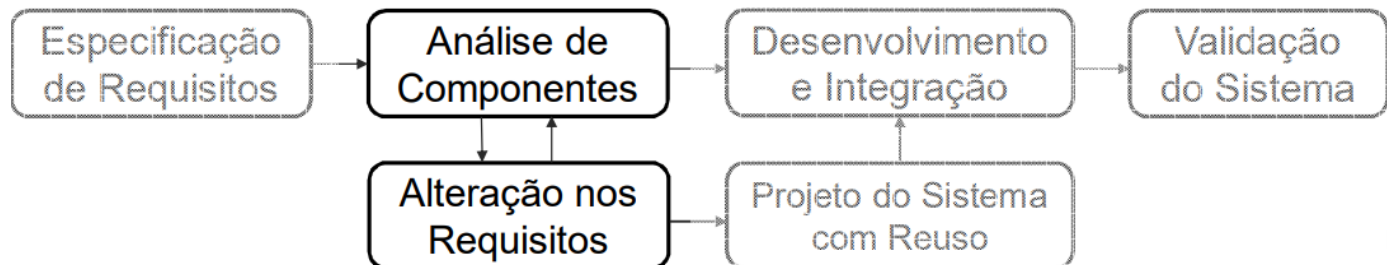 Especificação
de Requisitos
Análise de
Componentes
Desenvolvimento
e Integração
Validação
do Sistema
Alteração nos
Requisitos
Projeto do Sistema
com Reuso